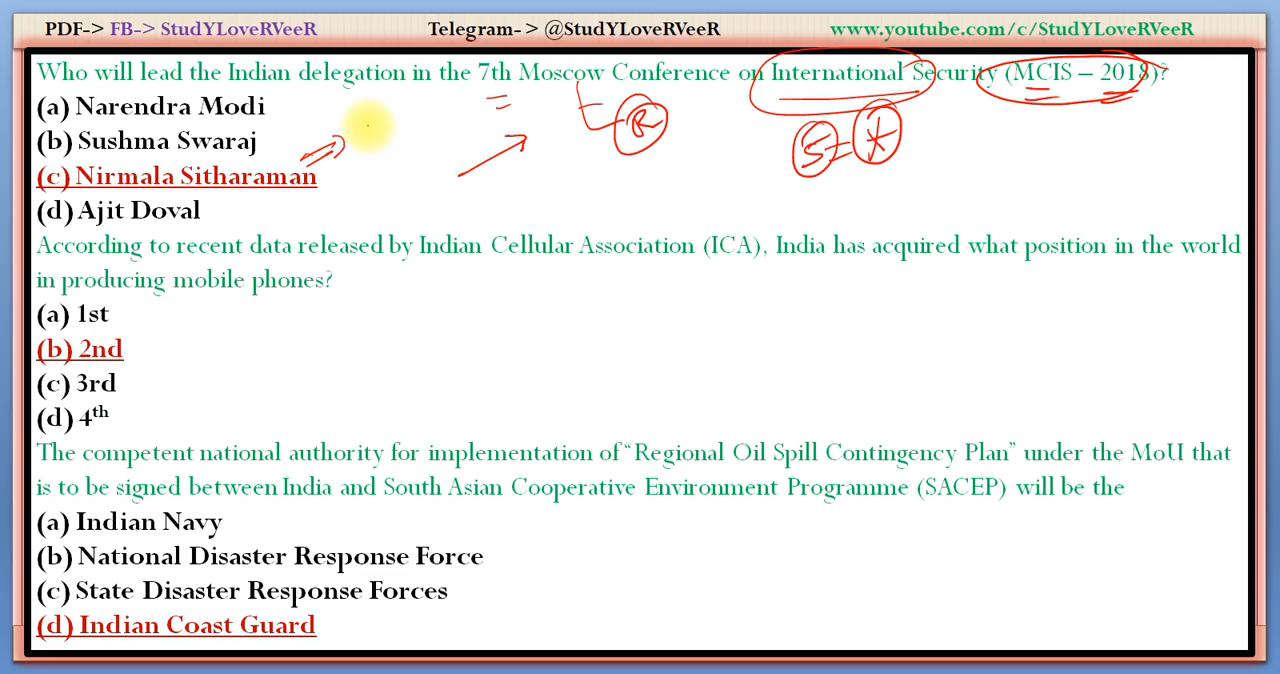 PDF-> FB-> StudYLoveRVeeR Telegram-> @StudYLoveRVeeR www.youtube.com/c/StudYLoveRVeeR
Who will lead the Indian delegation in the 7th Moscow Conference on International Security (MCIS – 2018)?
(a) Narendra Modi
(b) Sushma Swaraj
(c) Nirmala Sitharaman
(d) Ajit Doval
According to recent data released by Indian Cellular Association (ICA), India has acquired what position in the world
in producing mobile phones?
(a) 1st
(b) 2nd
(c) 3rd
(d) 4th
The competent national authority for implementation of “Regional Oil Spill Contingency Plan” under the MoU that
is to be signed between India and South Asian Cooperative Environment Programme (SACEP) will be the
(a) Indian Navy
(b) National Disaster Response Force
(c) State Disaster Response Forces
(d) Indian Coast Guard